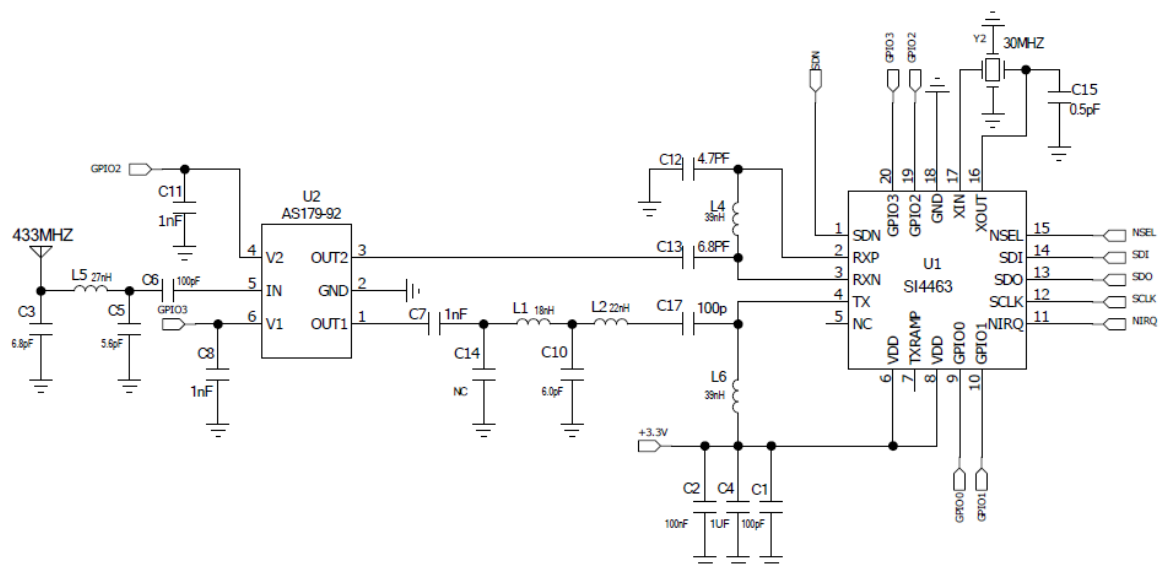 Y2
30MHZ
C15
0.5pF
SDN
GPIO3
GPIO2
20
19
18
17
16
GPIO3
GPIO2
GND
XIN
XOUT
C12
4.7PF
L4
39nH
C13
6.8PF
1
SDN
2
RXP
3
RXN
4
TX
5
NC
U1
SI4463
NSEL
15
NSEL
SDI
14
SDI
SDO
13
SDO
SCLK
12
SCLK
NIRQ
11
NIRQ
VDD
TXRAMP
VDD
GPIO0
GPIO1
6
7
8
9
10
GPIO0
GPIO1
GPIO2
C11
1nF
U2
AS179-92
4
V2
OUT2
3
5
IN
GND
2
6
V1
OUT1
1
433MHZ
L5 27nH
C6
100pF
C3
6.8pF
C5
5.6pF
GPIO3
C8
1nF
C7
1nF
L1 18nH
L2 22nH
C17
100p
C14
NC
C10
6.0pF
L6
39nH
+3.3V
C2
100nF
C4
1UF
C1
100pF